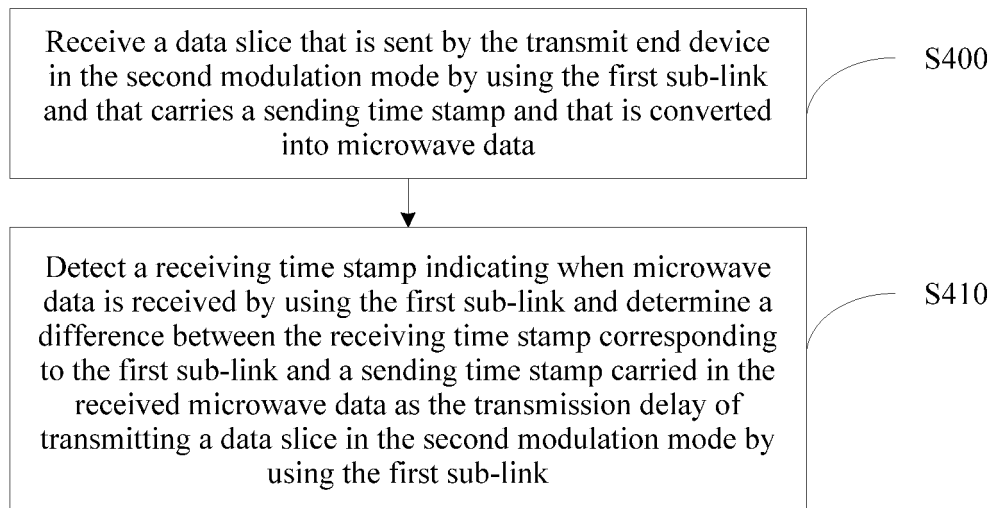 Receive a data slice that is sent by the transmit end device
in the second modulation mode by using the first sub-link
and that carries a sending time stamp and that is converted
into microwave data
S400
Detect a receiving time stamp indicating when microwave
data is received by using the first sub-link and determine a
difference between the receiving time stamp corresponding
to the first sub-link and a sending time stamp carried in the
received microwave data as the transmission delay of
transmitting a data slice in the second modulation mode by
using the first sub-link
S410